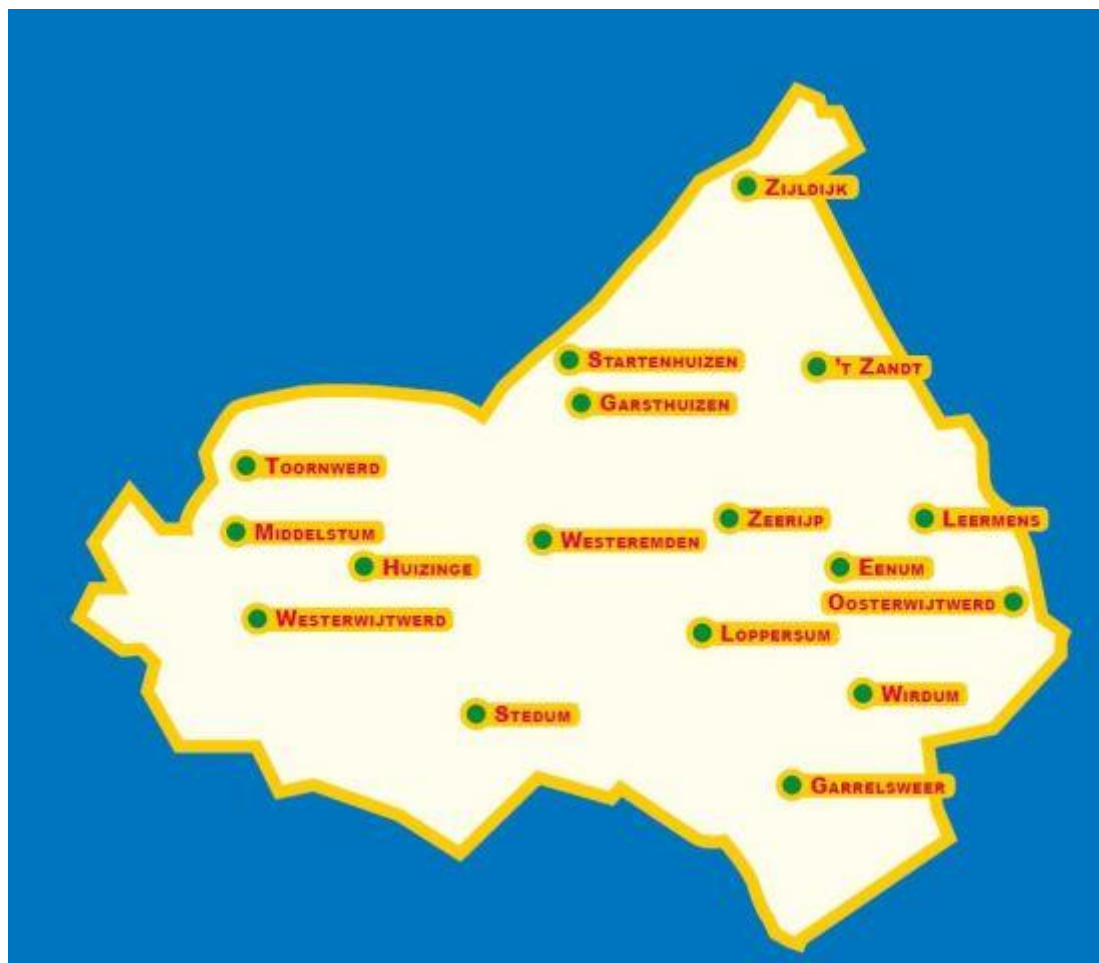 Zijldijk
Startenhuizen
't Zandt
Garsthuizen
Toornwerd
Zeerijp
Leermens
Middelstum
Westeremden
Huizinge
Eenum
Oosterwijtwerd
Westerwijtwerd
Loppersum
Wirdum
Stedum
Garrelsweer